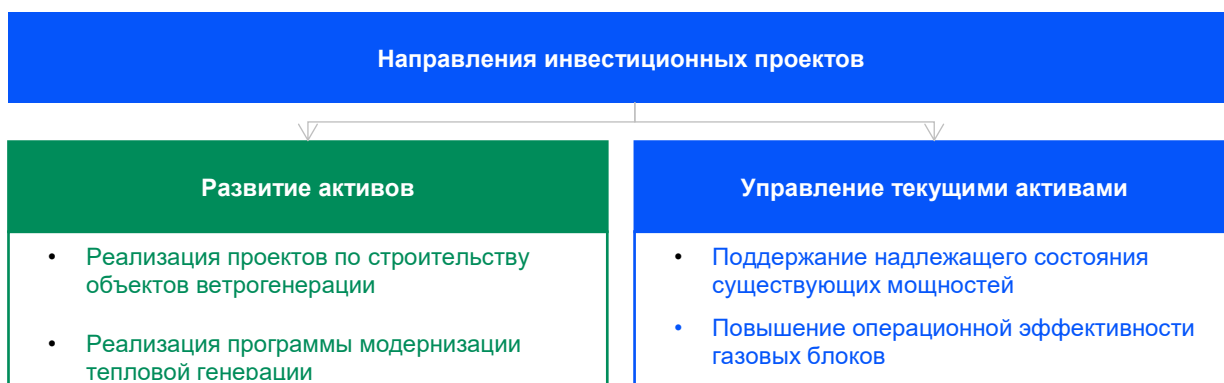 Направления инвестиционных проектов
Развитие активов
• Реализация проектов по строительству
объектов ветрогенерации
• Реализация программы модернизации
тепловой генерации
Управление текущими активами
• Поддержание надлежащего состояния
существующих мощностей
• Повышение операционной эффективности
газовых блоков